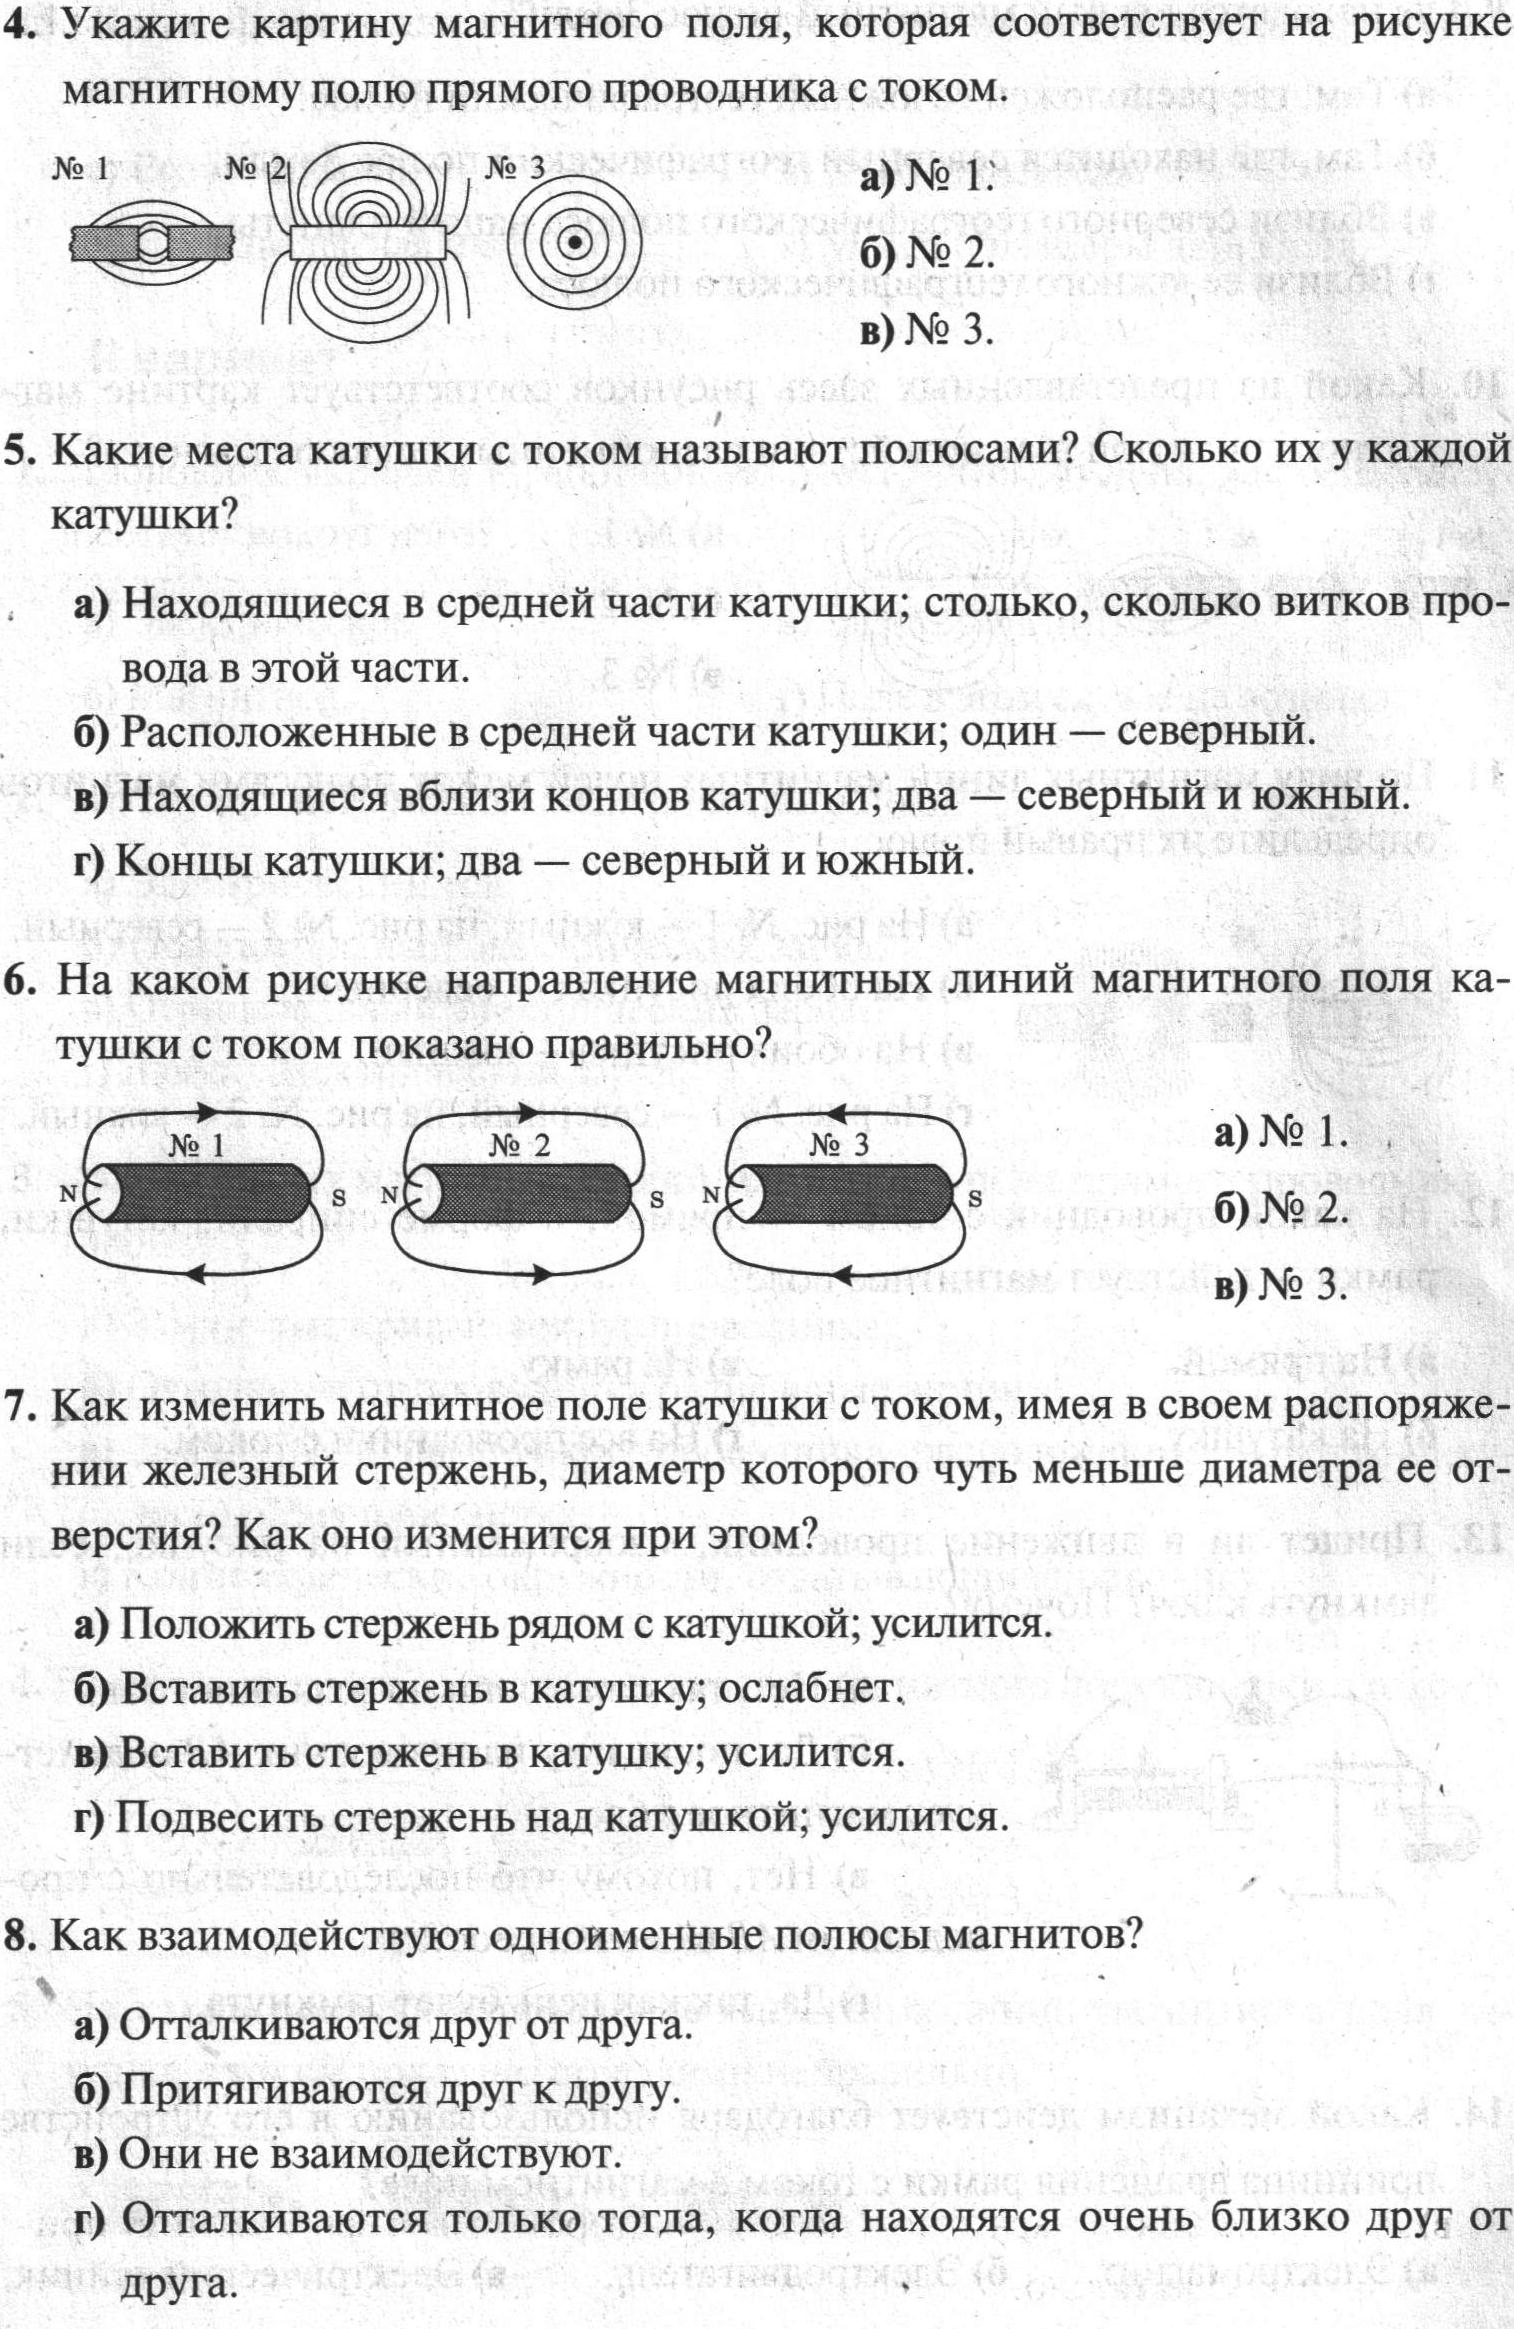 4. Укажите картину магнитного поля, которая соответствует на рисунке
магнитному полю прямого проводника с током.
№ 1 № 2 № 3
а) № 1.
б) № 2.
в) № 3.
5. Какие места катушки с током называют полюсами? Сколько их у каждой
катушки?
а) Находящиеся в средней части катушки; столько, сколько витков про-
вода в этой части.
б) Расположенные в средней части катушки; один — северный.
в) Находящиеся вблизи концов катушки; два — северный и южный.
г) Концы катушки; два — северный и южный.
6. На каком рисунке направление магнитных линий магнитного поля ка-
тушки с током показано правильно?
№ 1 № 2 № 3
N S N S N S
а) № 1.
б) № 2.
в) № 3.
7. Как изменить магнитное поле катушки с током, имея в своем распоряже-
нии железный стержень, диаметр которого чуть меньше диаметра ее от-
верстия? Как оно изменится при этом?
а) Положить стержень рядом с катушкой; усилится.
б) Вставить стержень в катушку; ослабнет.
в) Вставить стержень в катушку; усилится.
г) Подвесить стержень над катушкой; усилится.
8. Как взаимодействуют одноименные полюсы магнитов?
а) Отталкиваются друг от друга.
б) Притягиваются друг к другу.
в) Они не взаимодействуют.
г) Отталкиваются только тогда, когда находятся очень близко друг от
друга.